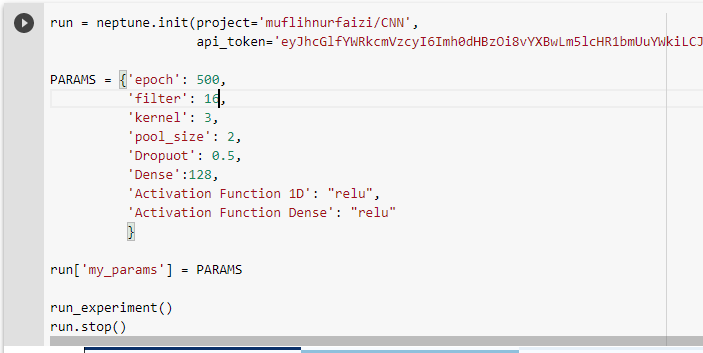 run = neptune.init(project='muflihnurfaizi/CNN',
api_token='eyJhcGlfYWRkcmVzcyI6Imh0dHBzOi8vYXBwLm5lcHR1bmUuYWkiLCJ
PARAMS = {'epoch': 500,
'filter': 16,
'kernel': 3,
'pool_size': 2,
'Dropuot': 0.5,
'Dense':128,
'Activation Function 1D': "relu",
'Activation Function Dense': "relu"
}
run['my_params'] = PARAMS
run_experiment()
run.stop()